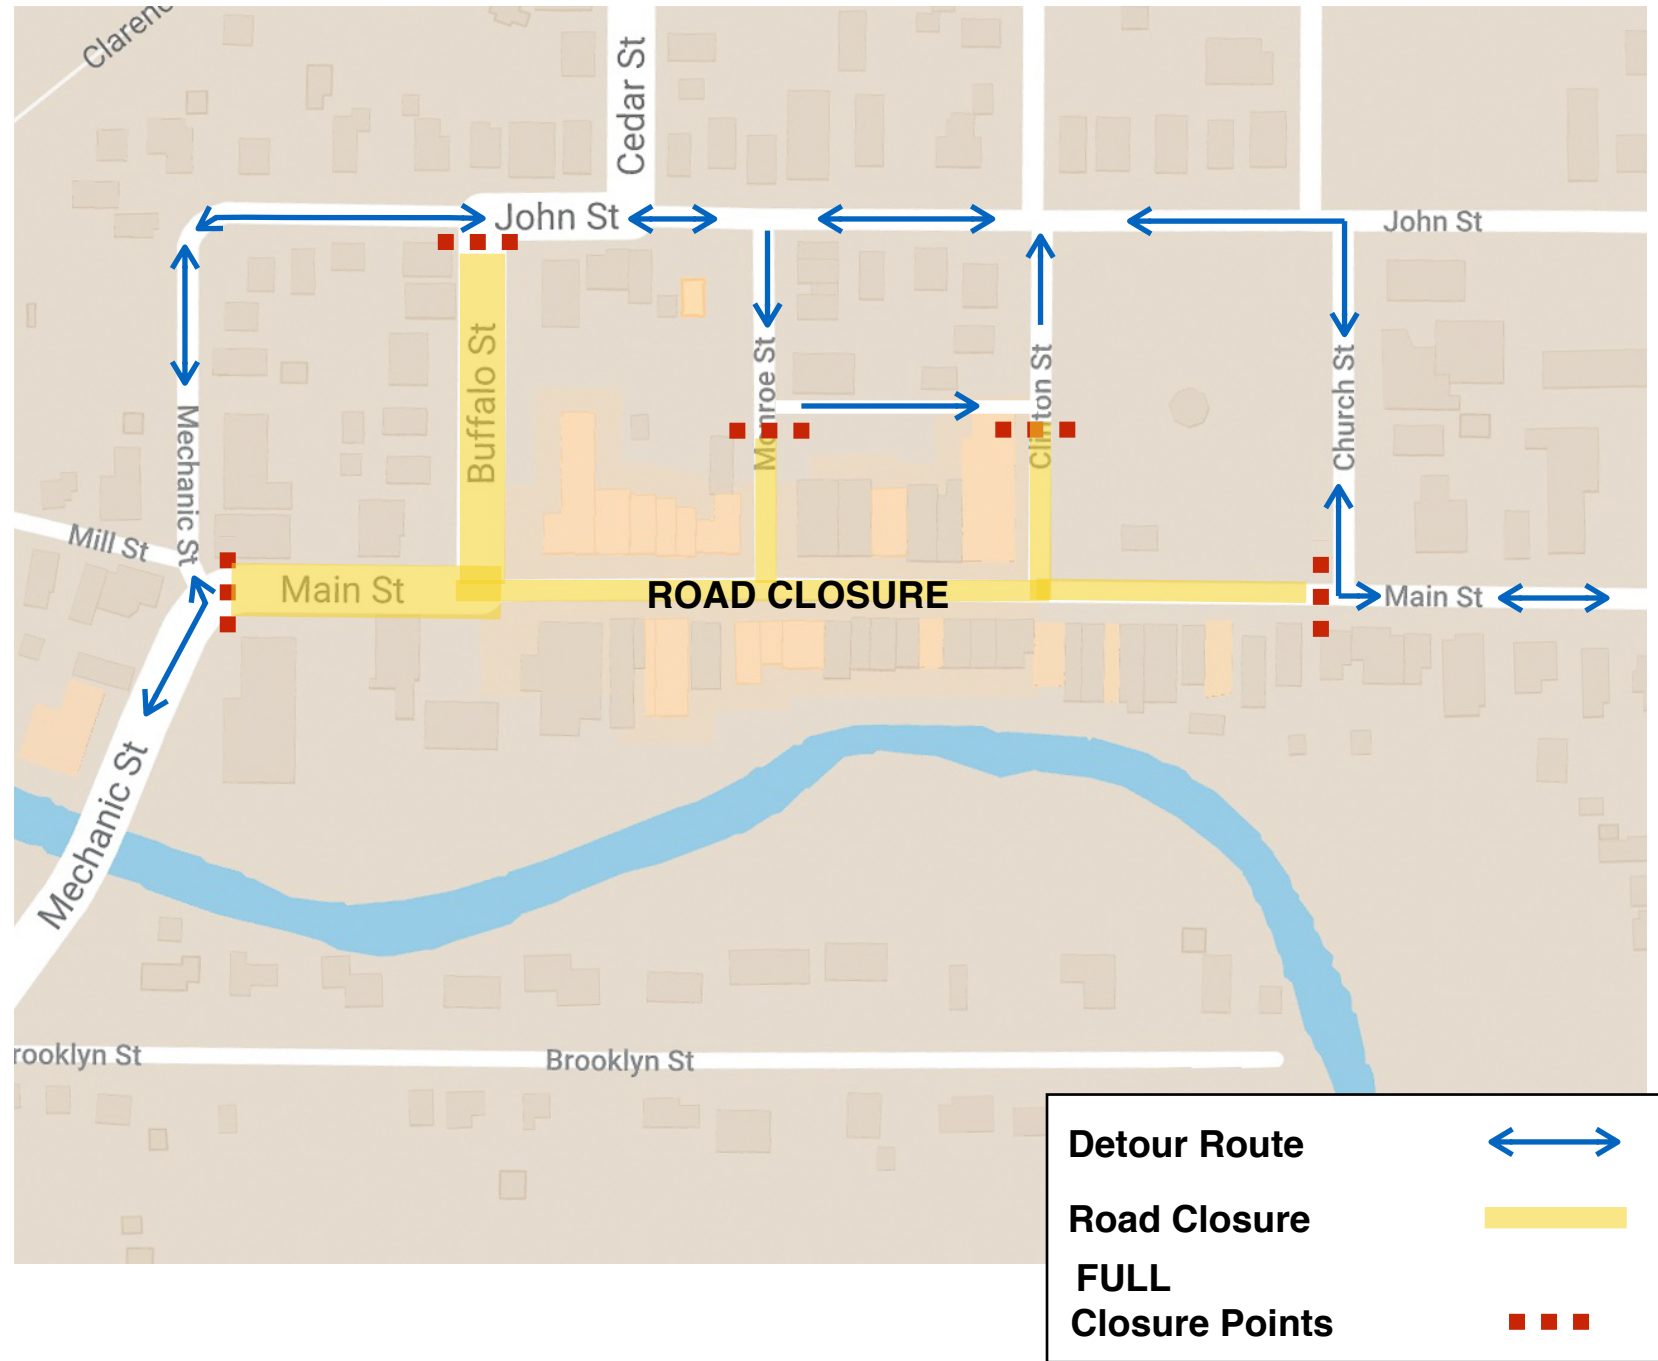 Clarenc
Cedar St
John St
John St
Buffalo St
Monroe St
Clinton St
Church St
Mechanic St
Mill St
Main St
ROAD CLOSURE
Main St
Mechanic St
rooklyn St
Brooklyn St
Detour Route
Road Closure
FULL
Closure Points